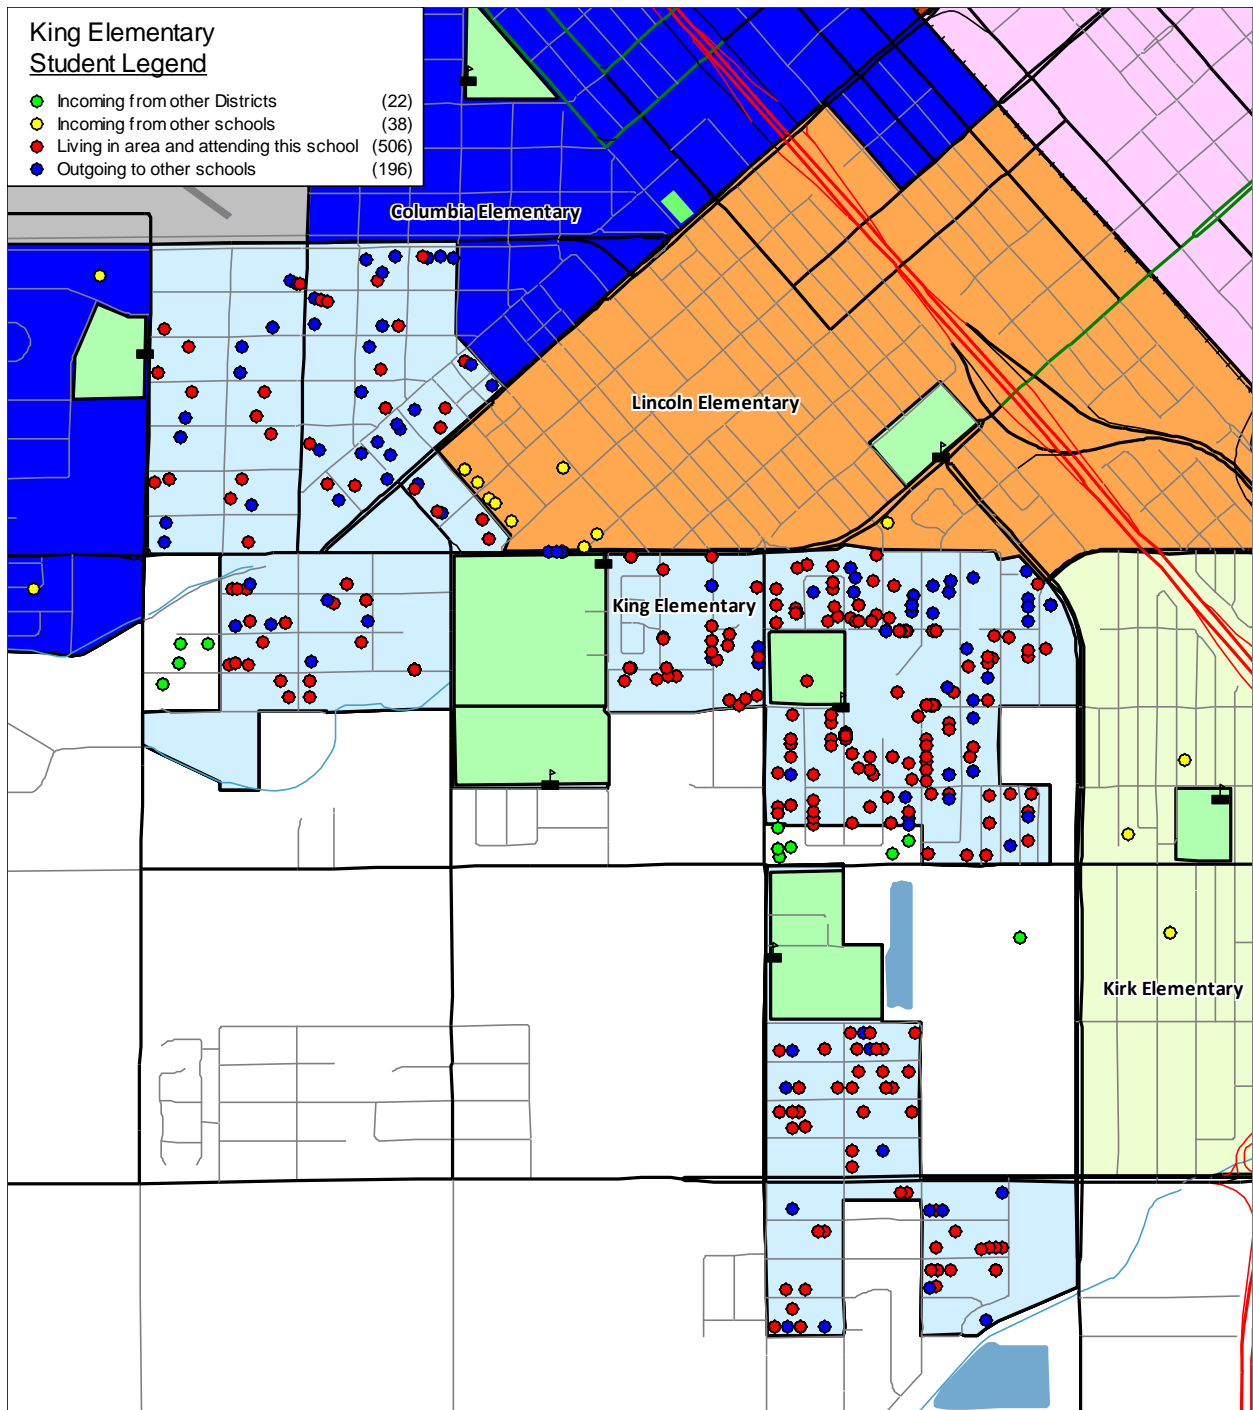 King Elementary
Student Legend
Incoming from other Districts (22)
Incoming from other schools (38)
Living in area and attending this school (506)
Outgoing to other schools (196)
Columbia Elementary
Lincoln Elementary
King Elementary
Kirk Elementary